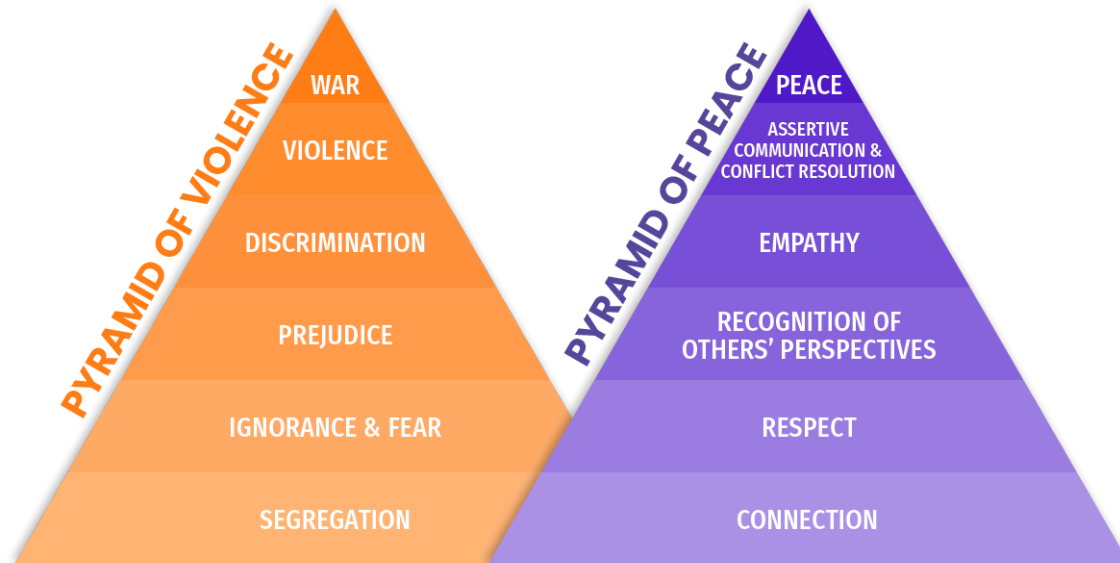 PYRAMID OF VIOLENCE
WAR
VIOLENCE
DISCRIMINATION
PREJUDICE
IGNORANCE & FEAR
SEGREGATION
PYRAMID OF PEACE
PEACE
ASSERTIVE
COMMUNICATION &
CONFLICT RESOLUTION
EMPATHY
RECOGNITION OF
OTHERS’ PERSPECTIVES
RESPECT
CONNECTION